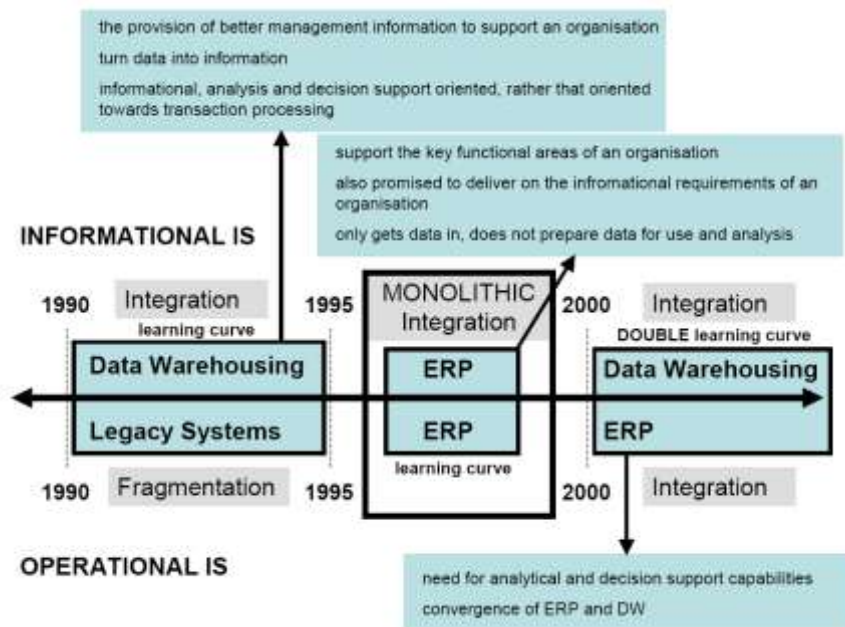 the provision of better management information to support an organisation
turn data into information
informational, analysis and decision support oriented, rather that oriented
towards transaction processing
support the key functional areas of an organisation
also promised to deliver on the infromational requirements of an
organisation
only gets data in, does not prepare data for use and analysis
INFORMATIONAL IS
1990
Integration
1995
MONOLITHIC
Integration
2000
Integration
learning curve
DOUBLE learning curve
Data Warehousing
ERP
Data Warehousing
Legacy Systems
ERP
ERP
learning curve
1990
Fragmentation
1995
2000
Integration
OPERATIONAL IS
need for analytical and decision support capabilities
convergence of ERP and DW